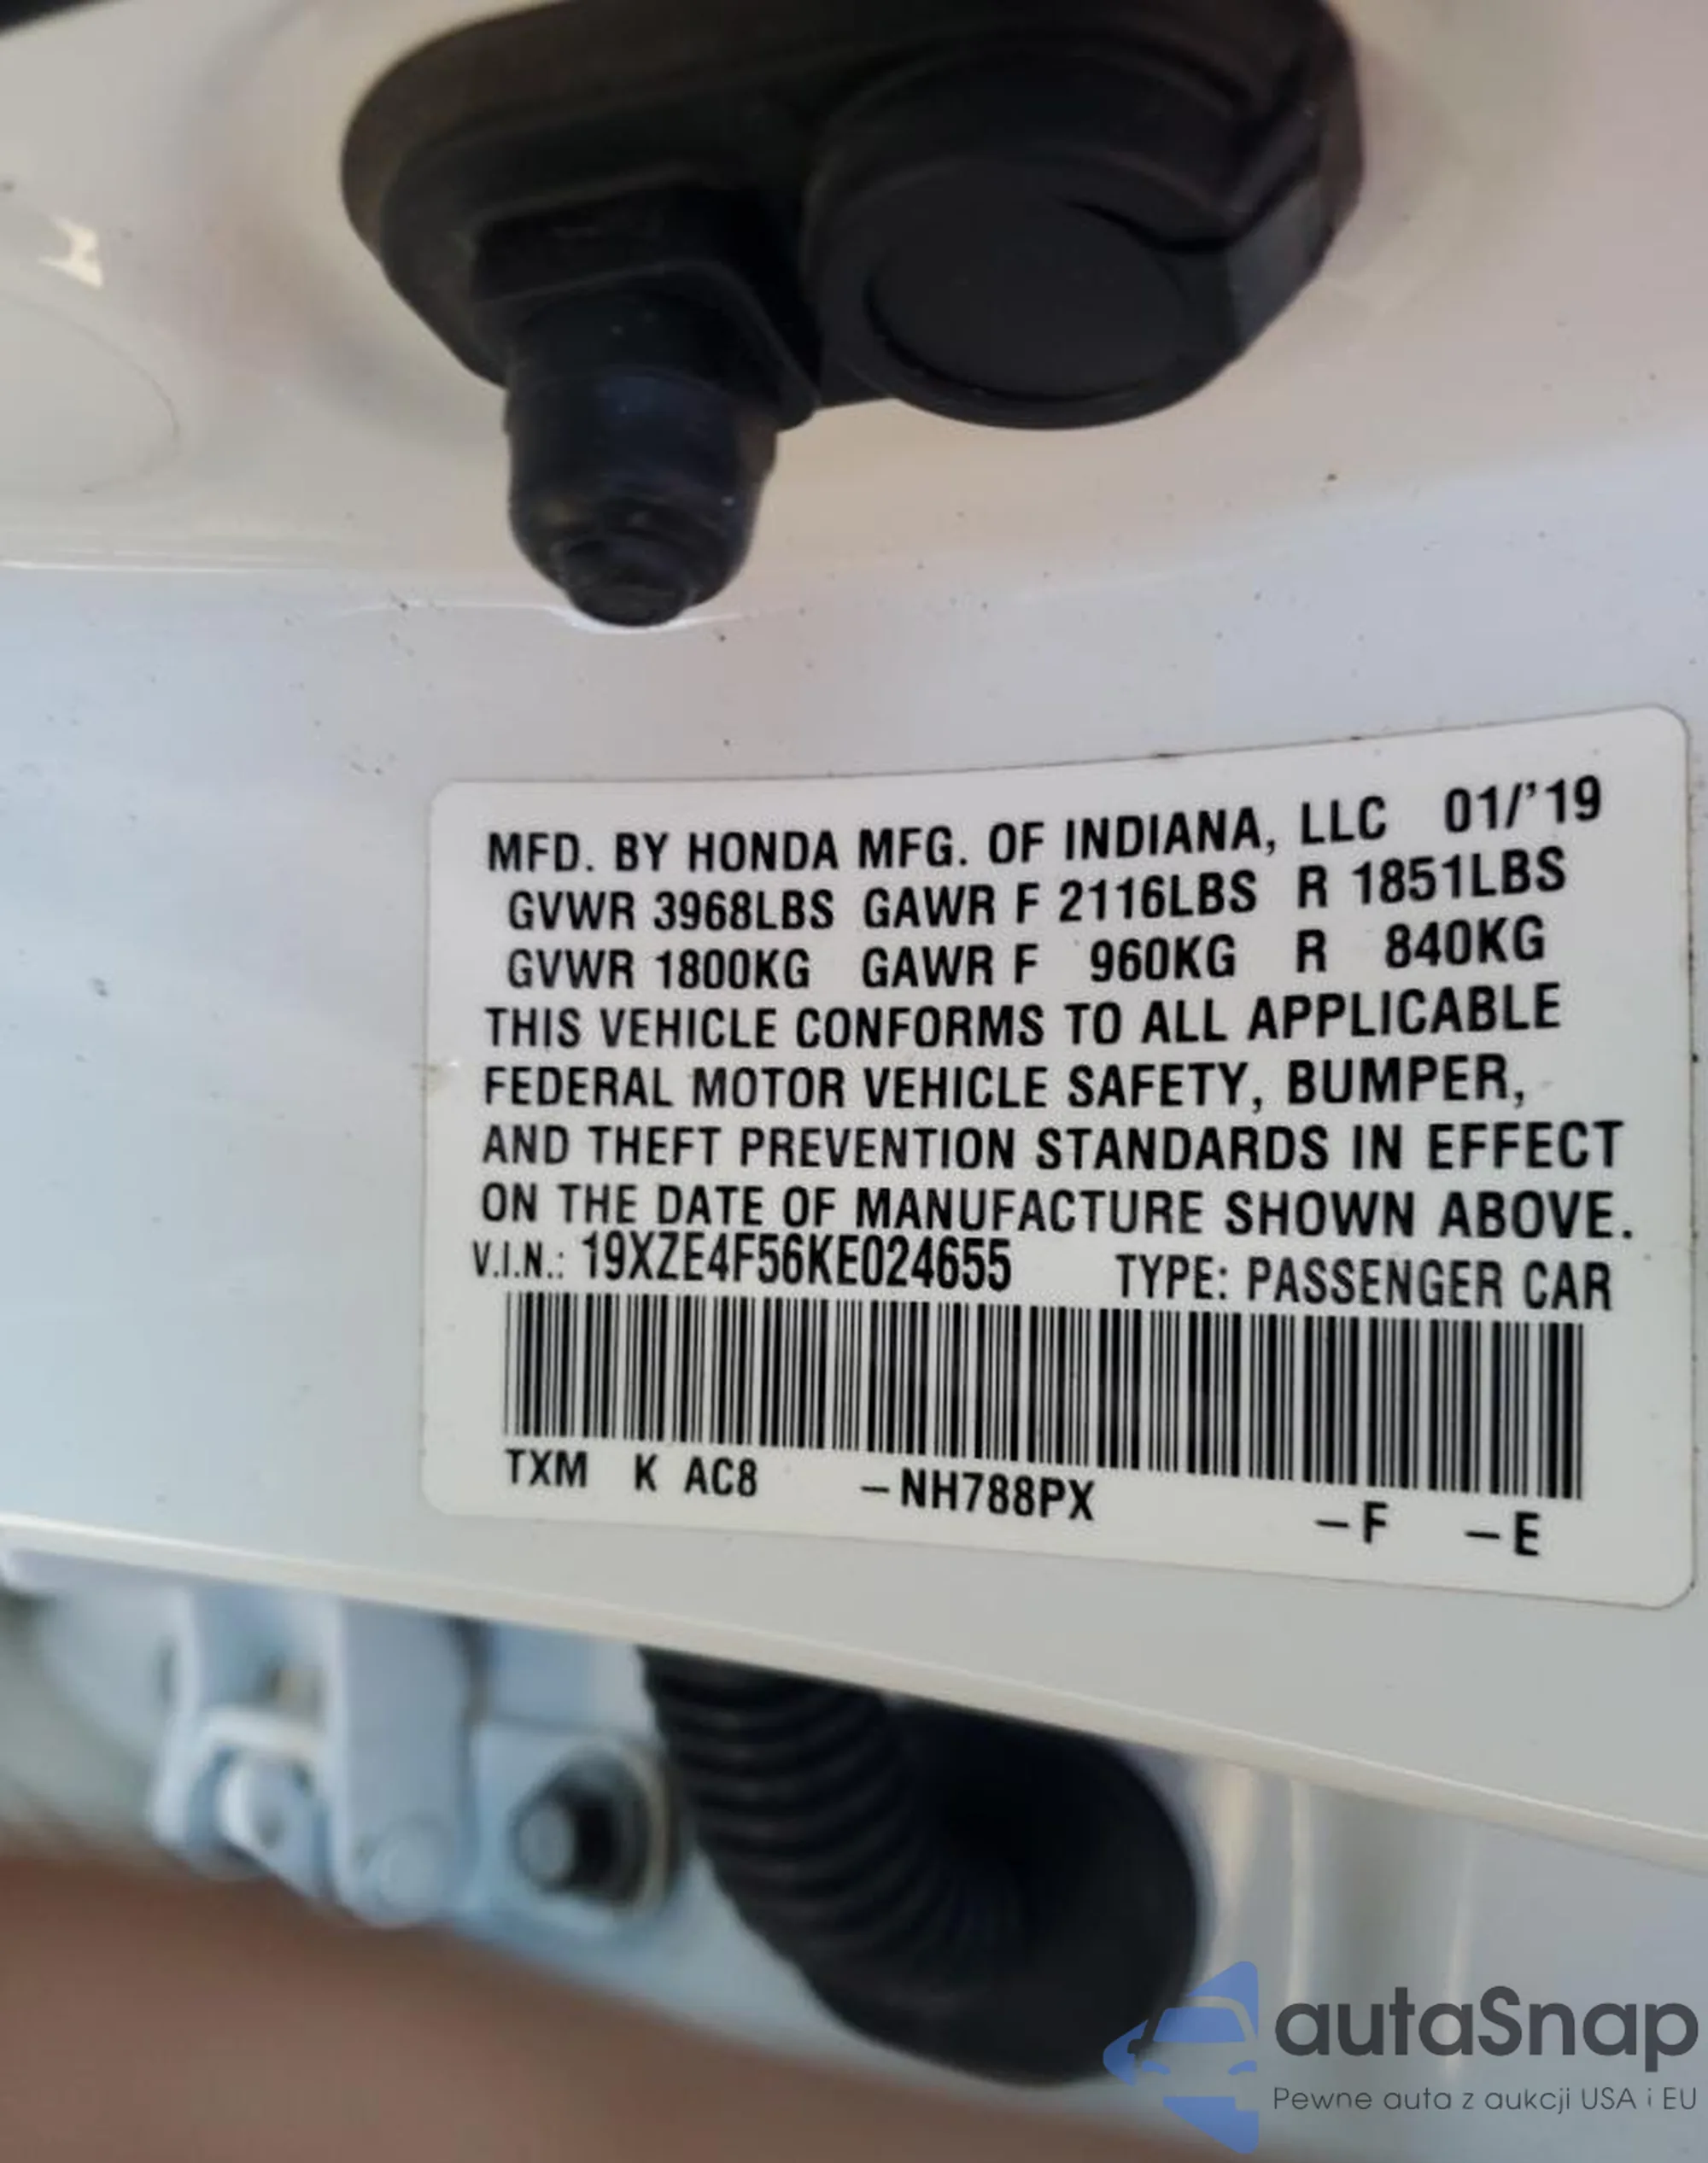 MFD. BY HONDA MFG. OF INDIANA, LLC 01/'19
GVWR 3968LBS GAWR F 2116LBS R 1851LBS
GVWR 1800KG GAWR F 960KG R 840KG
THIS VEHICLE CONFORMS TO ALL APPLICABLE
FEDERAL MOTOR VEHICLE SAFETY, BUMPER,
AND THEFT PREVENTION STANDARDS IN EFFECT
ON THE DATE OF MANUFACTURE SHOWN ABOVE.
V.I.N.: 19XZE4F56KE024655 TYPE: PASSENGER CAR
TXM K AC8 –NH788PX –F –E
autaSnap
Pewne auta z aukcji USA i EU